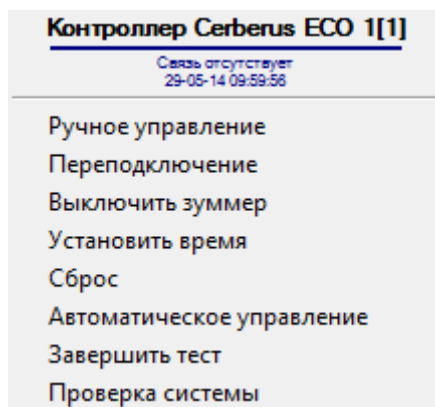 Контроллер Cerberus ECO 1[1]
Связь отсутствует
29-05-14 09:59:56
Ручное управление
Переподключение
Выключить зуммер
Установить время
Сброс
Автоматическое управление
Завершить тест
Проверка системы